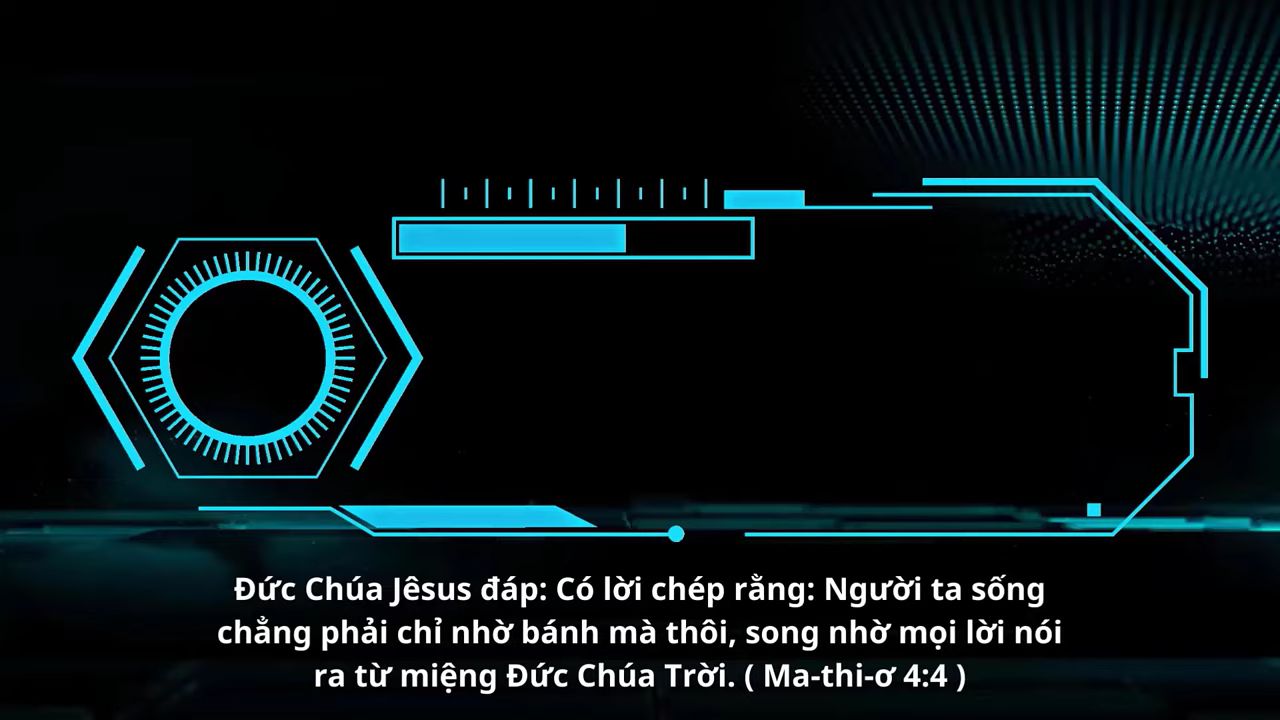 Đức Chúa Jêsus đáp: Có lời chép rằng: Người ta sống
chẳng phải chỉ nhờ bánh mà thôi, song nhờ mọi lời nói
ra từ miệng Đức Chúa Trời. ( Ma-thi-ơ 4:4 )